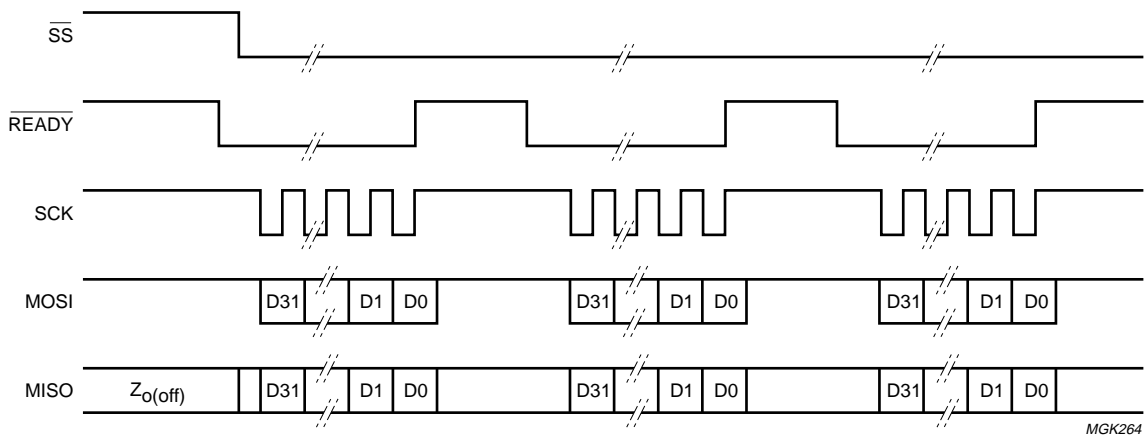 SS
READY
SCK
MOSI D31 D1 D0 D31 D1 D0 D31 D1 D0
MISO Zo(off) D31 D1 D0 D31 D1 D0 D31 D1 D0
MGK264